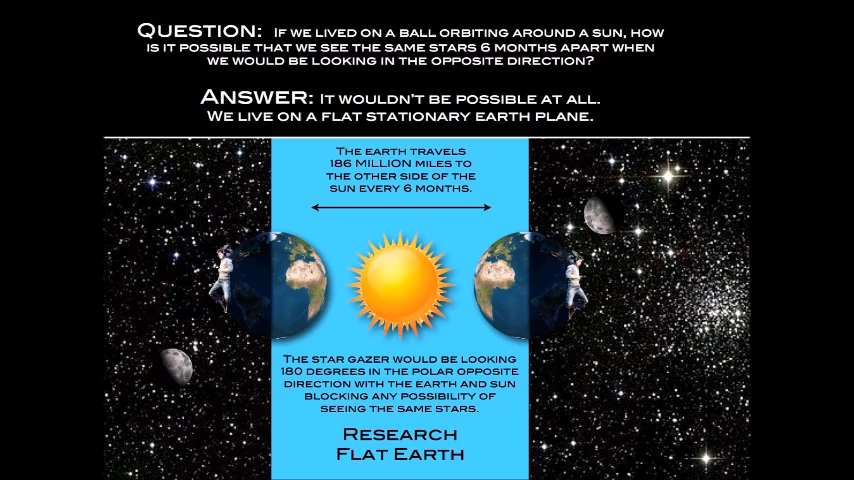 QUESTION: IF WE LIVED ON A BALL ORBITING AROUND A SUN, HOW
IS IT POSSIBLE THAT WE SEE THE SAME STARS 6 MONTHS APART WHEN
WE WOULD BE LOOKING IN THE OPPOSITE DIRECTION?
ANSWER: IT WOULDN'T BE POSSIBLE AT ALL.
WE LIVE ON A FLAT STATIONARY EARTH PLANE.
THE EARTH TRAVELS
186 MILLION MILES TO
THE OTHER SIDE OF THE
SUN EVERY 6 MONTHS.
THE STAR GAZER WOULD BE LOOKING
180 DEGREES IN THE POLAR OPPOSITE
DIRECTION WITH THE EARTH AND SUN
BLOCKING ANY POSSIBILITY OF
SEEING THE SAME STARS.
RESEARCH
FLAT EARTH